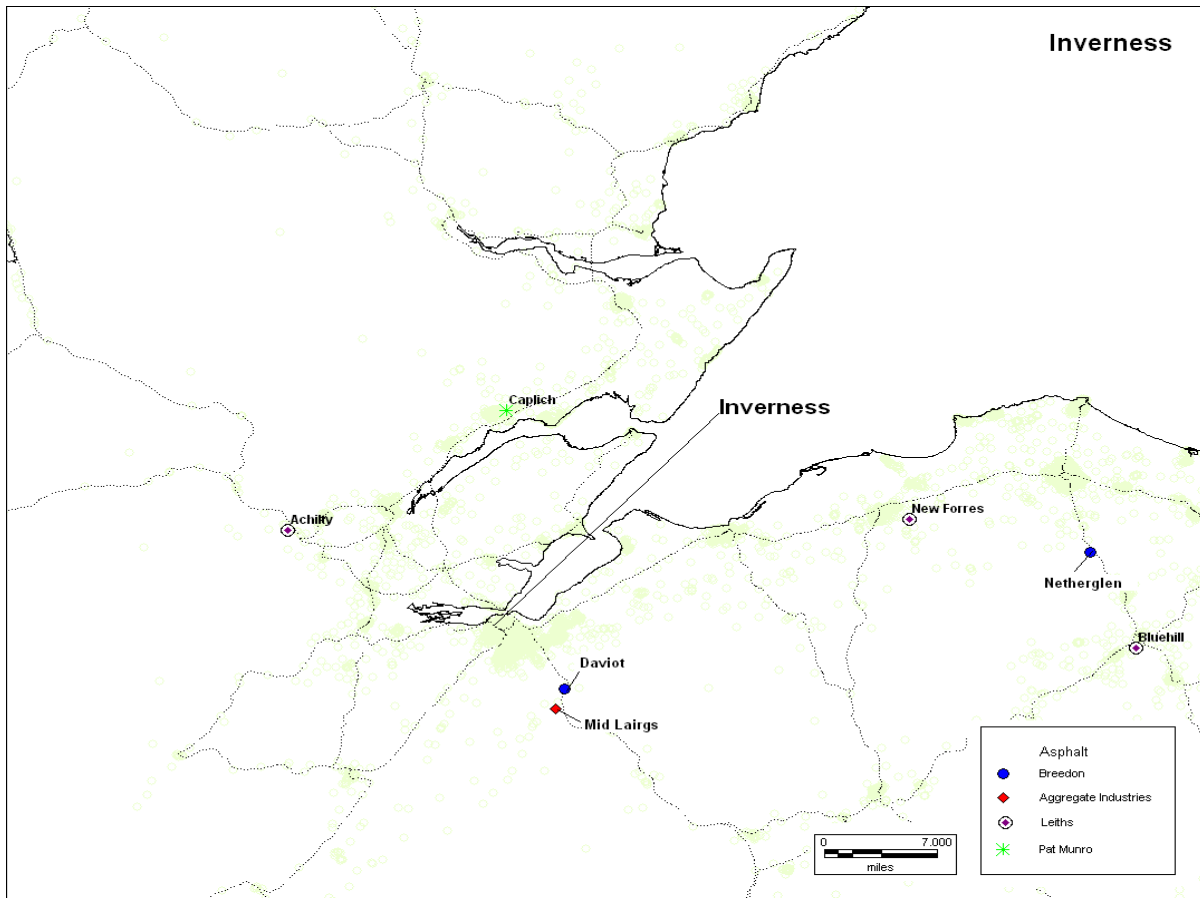 Inverness
Caplich
Inverness
Achilty
New Forres
Netherglen
Bluehill
Daviot
Mid Lairgs
Asphalt
Breedon
Aggregate Industries
Leiths
Pat Munro
0 7.000
miles